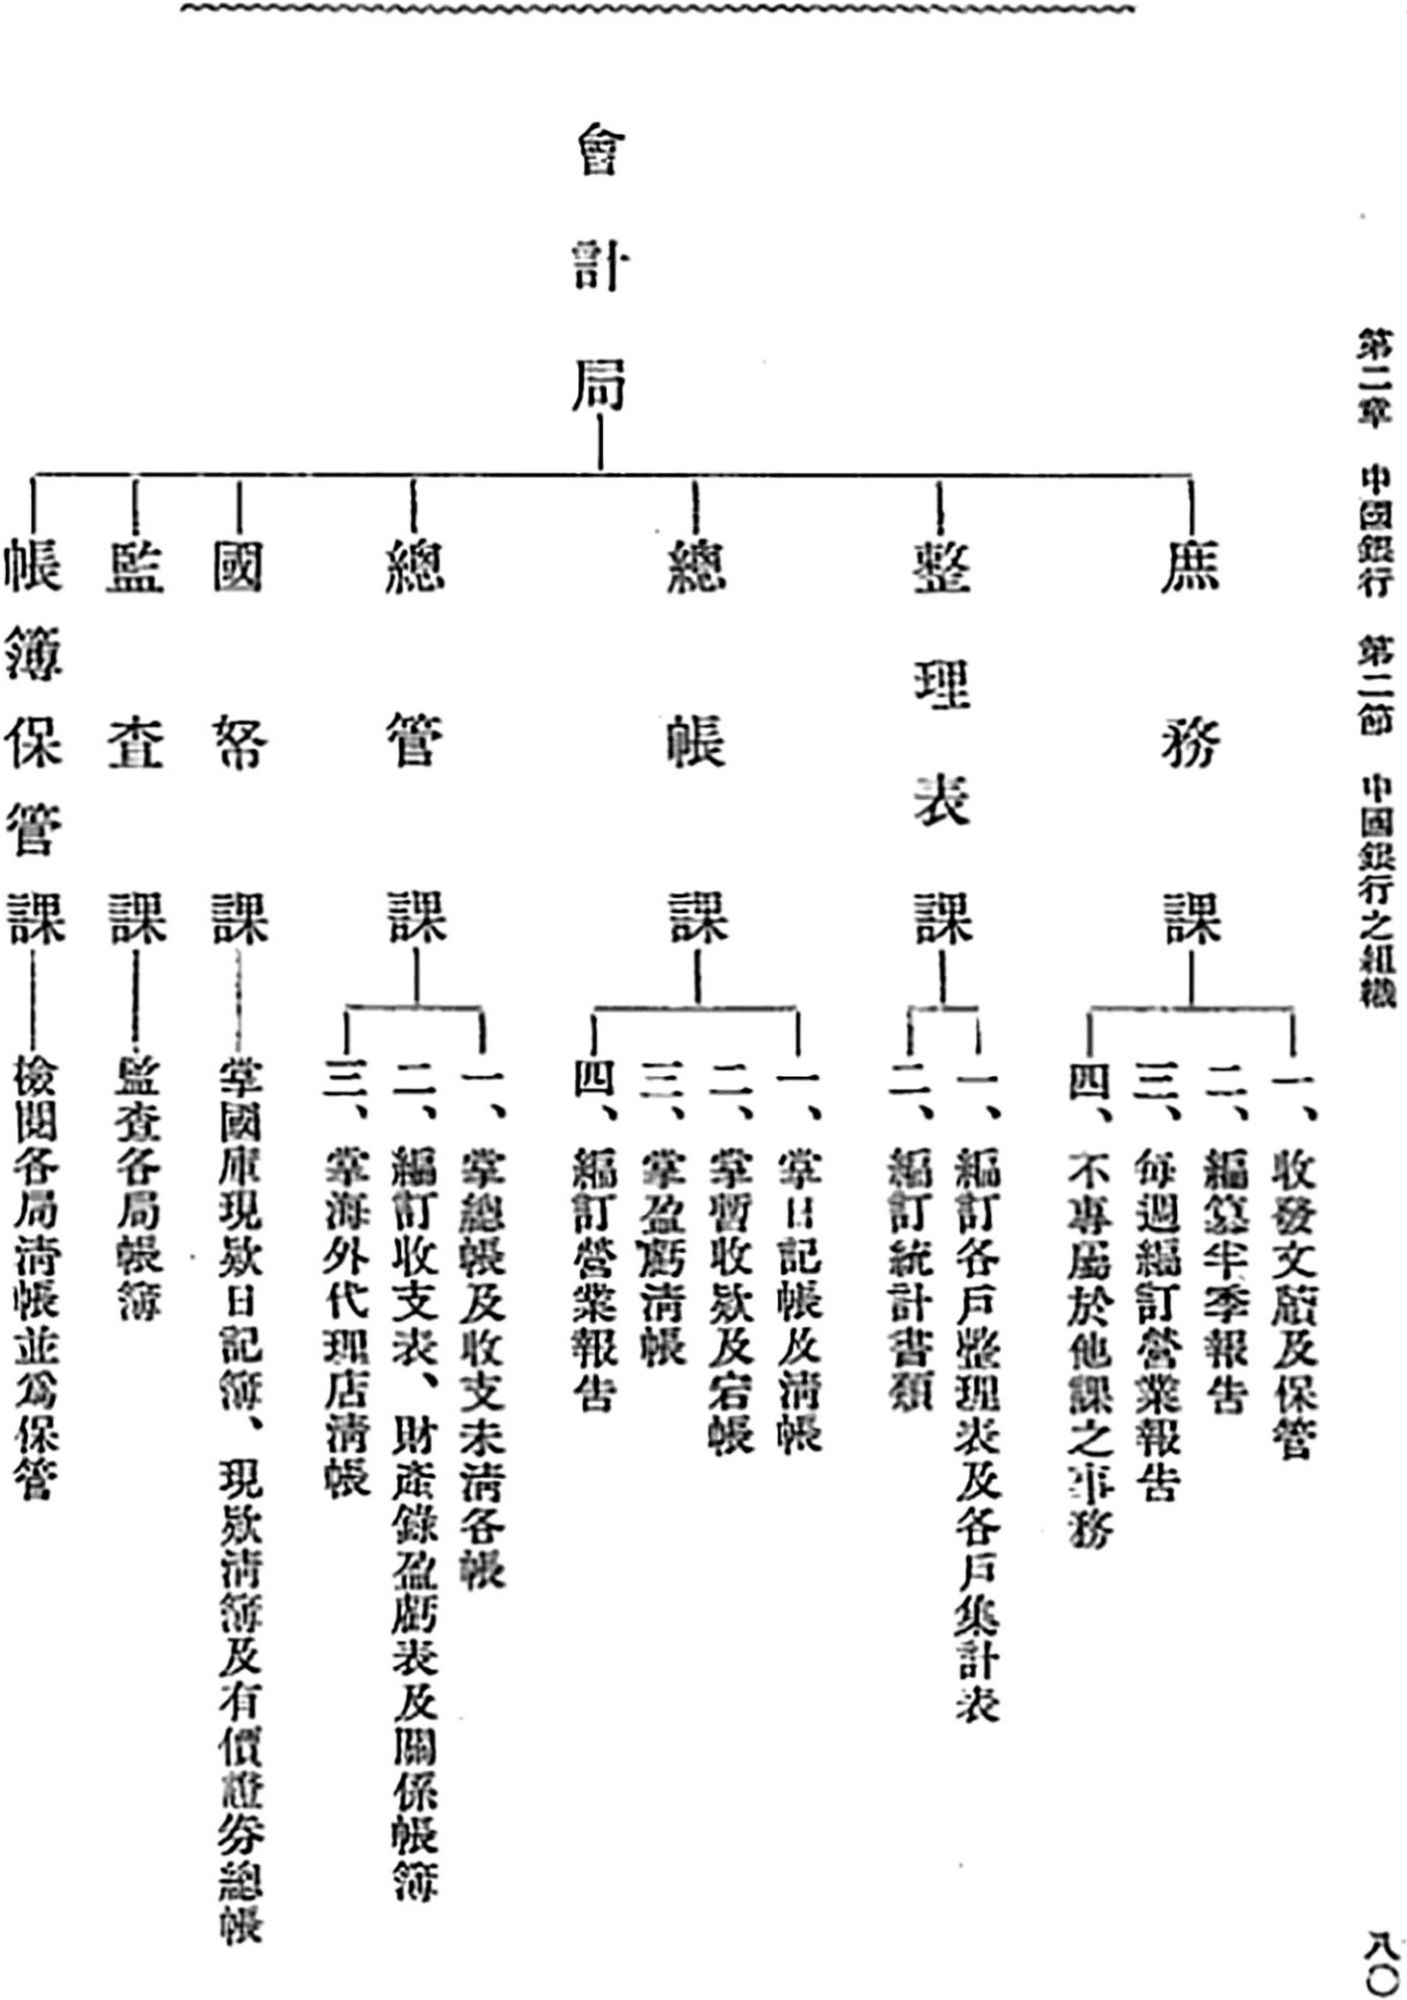 第二章　中國銀行　第二節　中國銀行之組織
八〇
會計局
庶務課
一、收發文牘及保管
二、編纂半季報告
三、每週編訂營業報告
四、不專屬於他課之事務
整理表課
一、編訂各戶整理表及各戶集計表
二、編訂統計書類
總帳課
一、掌日記帳及淸帳
二、掌暫收欵及宕帳
三、掌盈虧淸帳
四、編訂營業報告
總管課
一、掌總帳及收支未淸各帳
二、編訂收支表、財產錄盈虧表及關係帳簿
三、掌海外代理店淸帳
國帑課
掌國庫現欵日記簿、現欵淸簿及有價證券總帳
監查課
監查各局帳簿
帳簿保管課
檢閱各局淸帳並爲保管